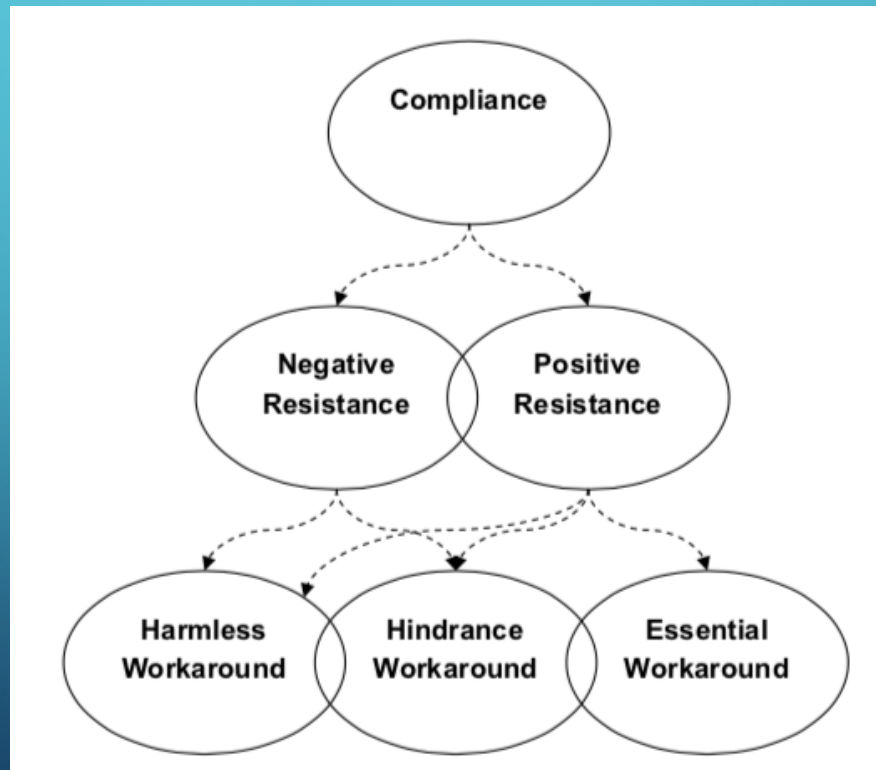 Compliance
Negative
Resistance
Positive
Resistance
Harmless
Workaround
Hindrance
Workaround
Essential
Workaround